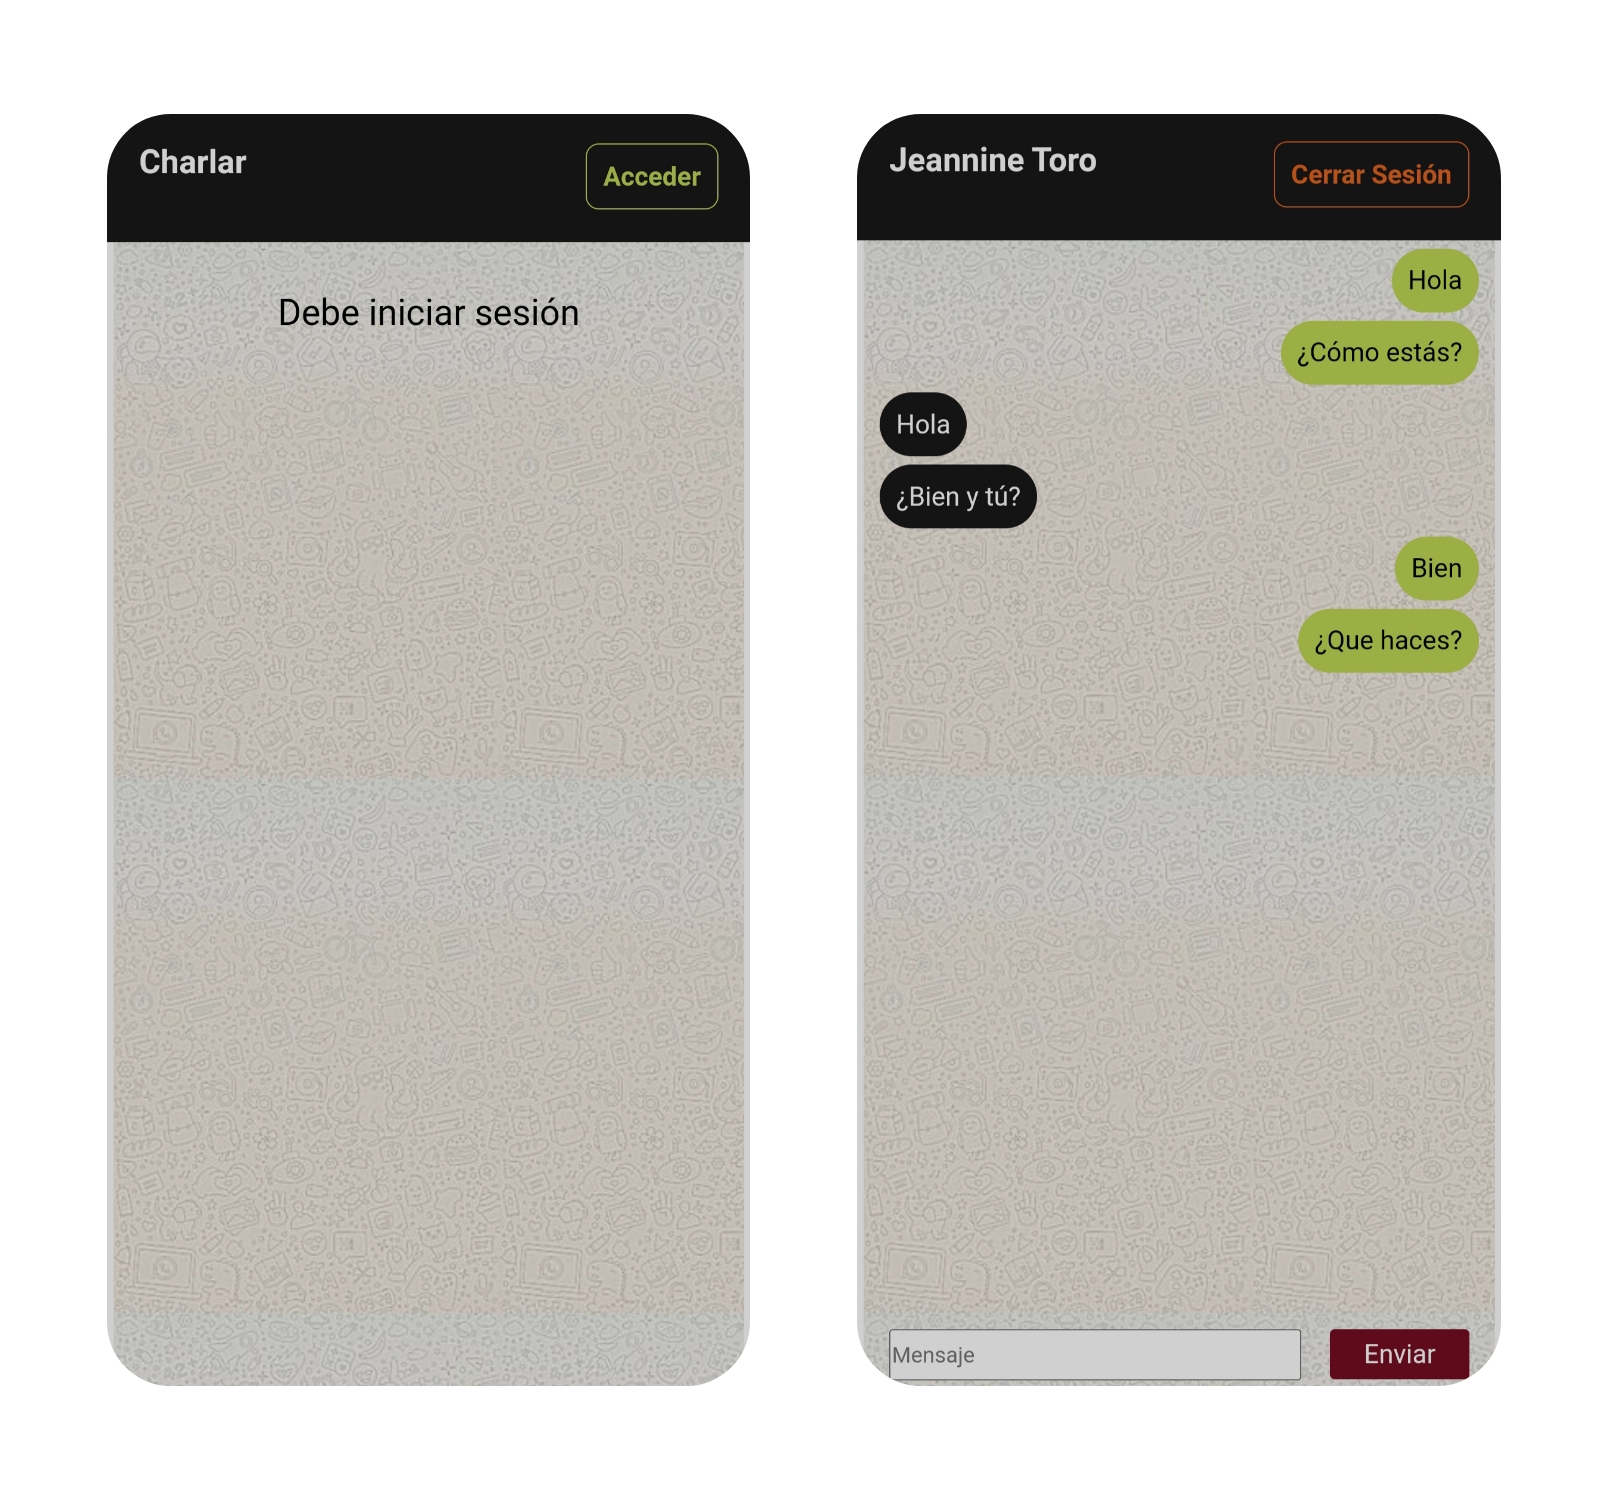 Charlar
Acceder
Debe iniciar sesión
Jeannine Toro
Cerrar Sesión
Hola
¿Cómo estás?
Hola
¿Bien y tú?
Bien
¿Que haces?
Mensaje
Enviar